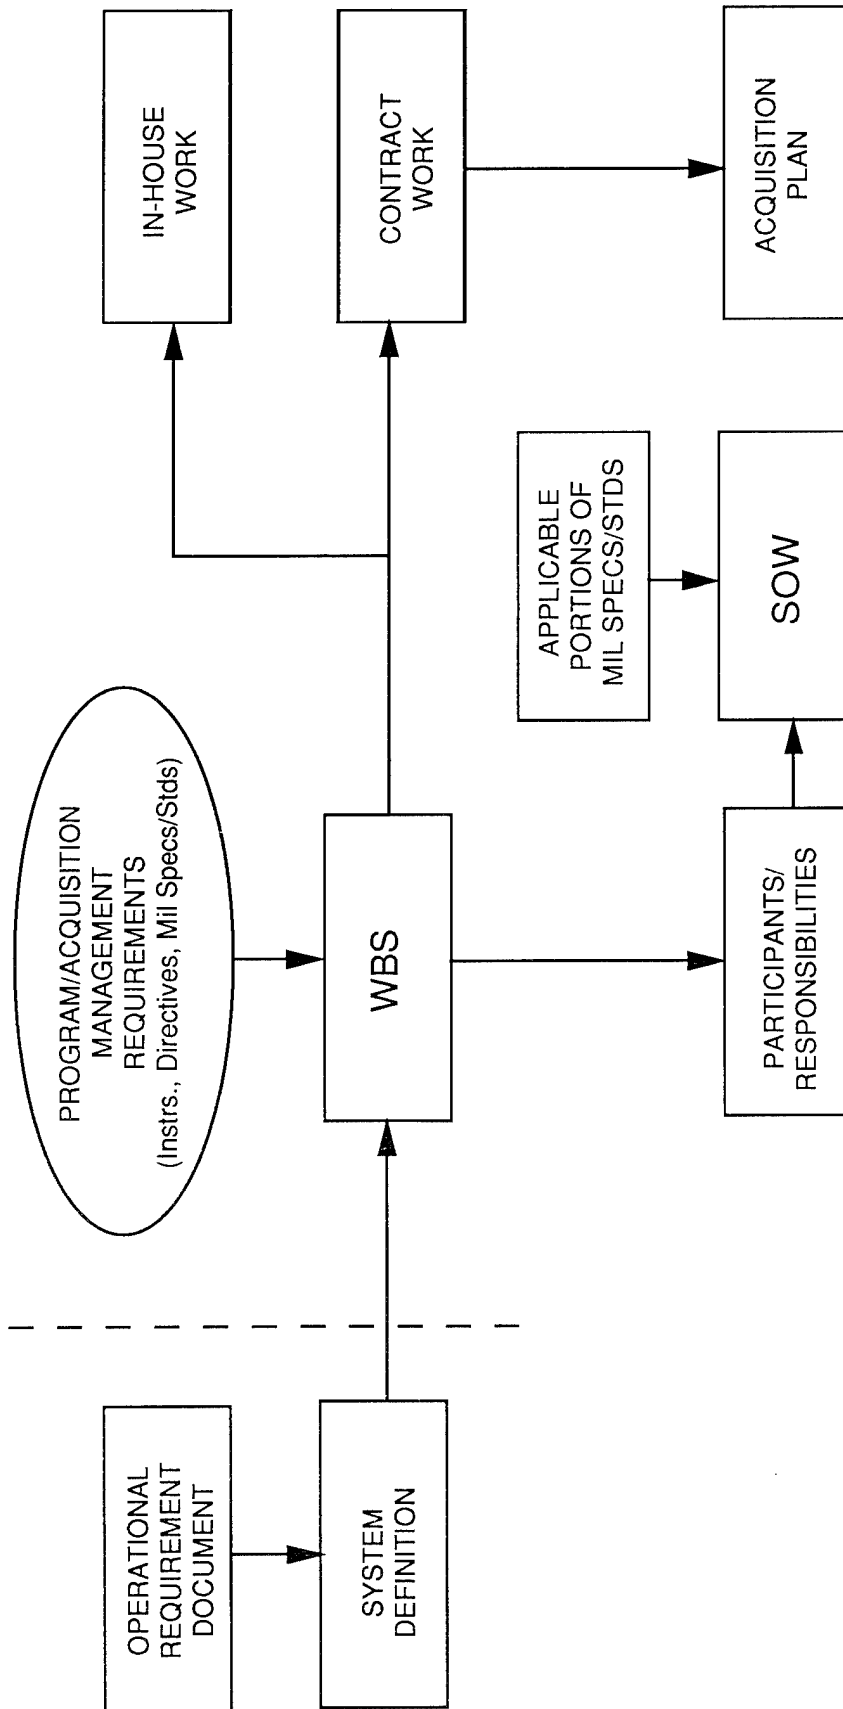 OPERATIONAL
REQUIREMENT
DOCUMENT
SYSTEM
DEFINITION
PROGRAM/ACQUISITION
MANAGEMENT
REQUIREMENTS
(Instrs., Directives, Mil Specs/Stds)
WBS
PARTICIPANTS/
RESPONSIBILITIES
IN-HOUSE
WORK
CONTRACT
WORK
APPLICABLE
PORTIONS OF
MIL SPECS/STDS
SOW
ACQUISITION
PLAN